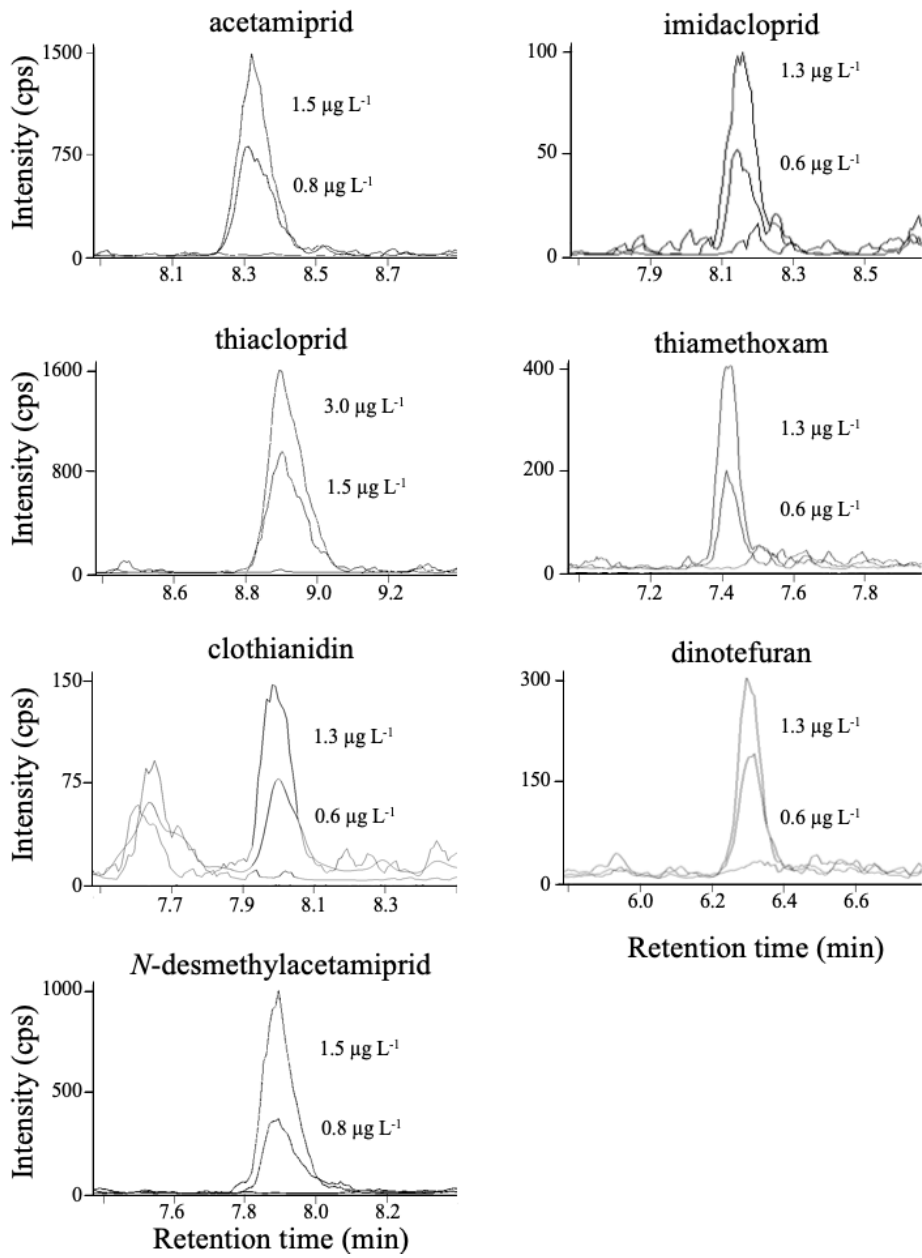 acetamiprid
Intensity (cps)
1500
750
0
1.5 µg L-1
0.8 µg L-1
8.1 8.3 8.5 8.7
imidacloprid
100
50
0
1.3 µg L-1
0.6 µg L-1
7.9 8.1 8.3 8.5
thiacloprid
Intensity (cps)
1600
800
0
3.0 µg L-1
1.5 µg L-1
8.6 8.8 9.0 9.2
thiamethoxam
400
200
0
1.3 µg L-1
0.6 µg L-1
7.2 7.4 7.6 7.8
clothianidin
Intensity (cps)
150
75
0
1.3 µg L-1
0.6 µg L-1
7.7 7.9 8.1 8.3
dinotefuran
300
150
0
1.3 µg L-1
0.6 µg L-1
6.0 6.2 6.4 6.6
Retention time (min)
N-desmethylacetamiprid
Intensity (cps)
1000
500
0
1.5 µg L-1
0.8 µg L-1
7.6 7.8 8.0 8.2
Retention time (min)